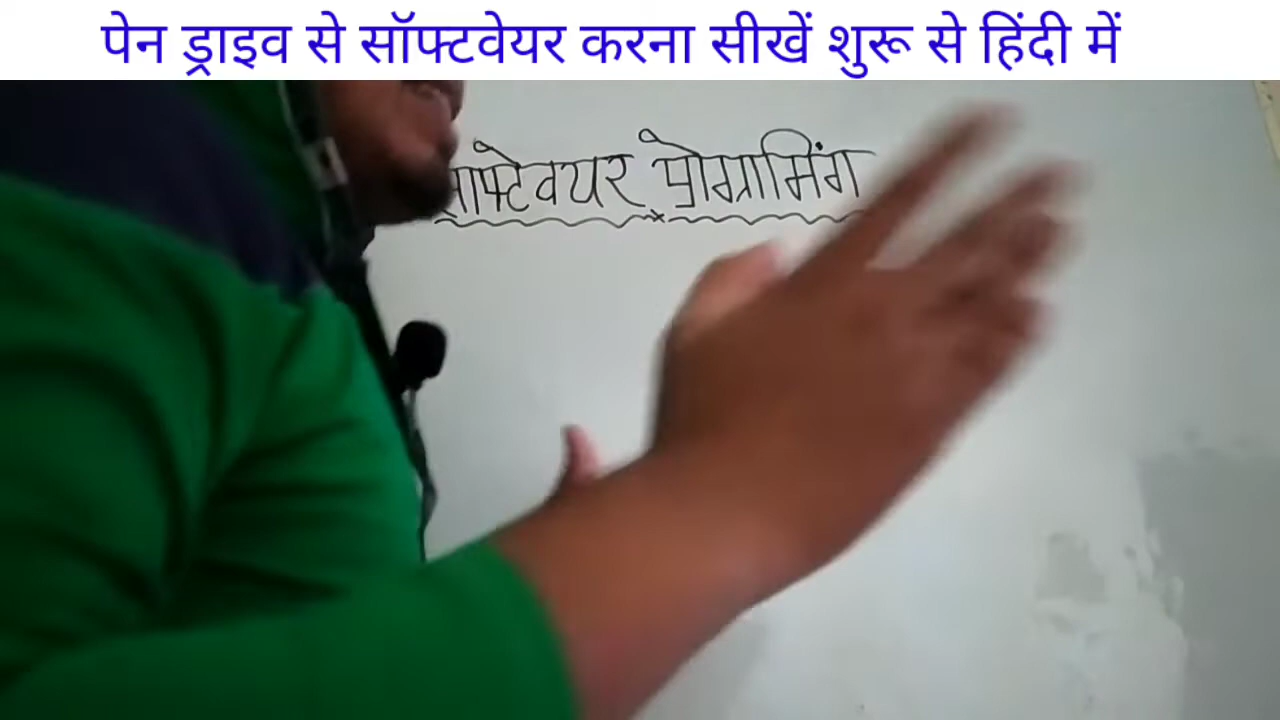 पेन ड्राइव से सॉफ्टवेयर करना सीखें शुरू से हिंदी में
प्रोग्रामिंग